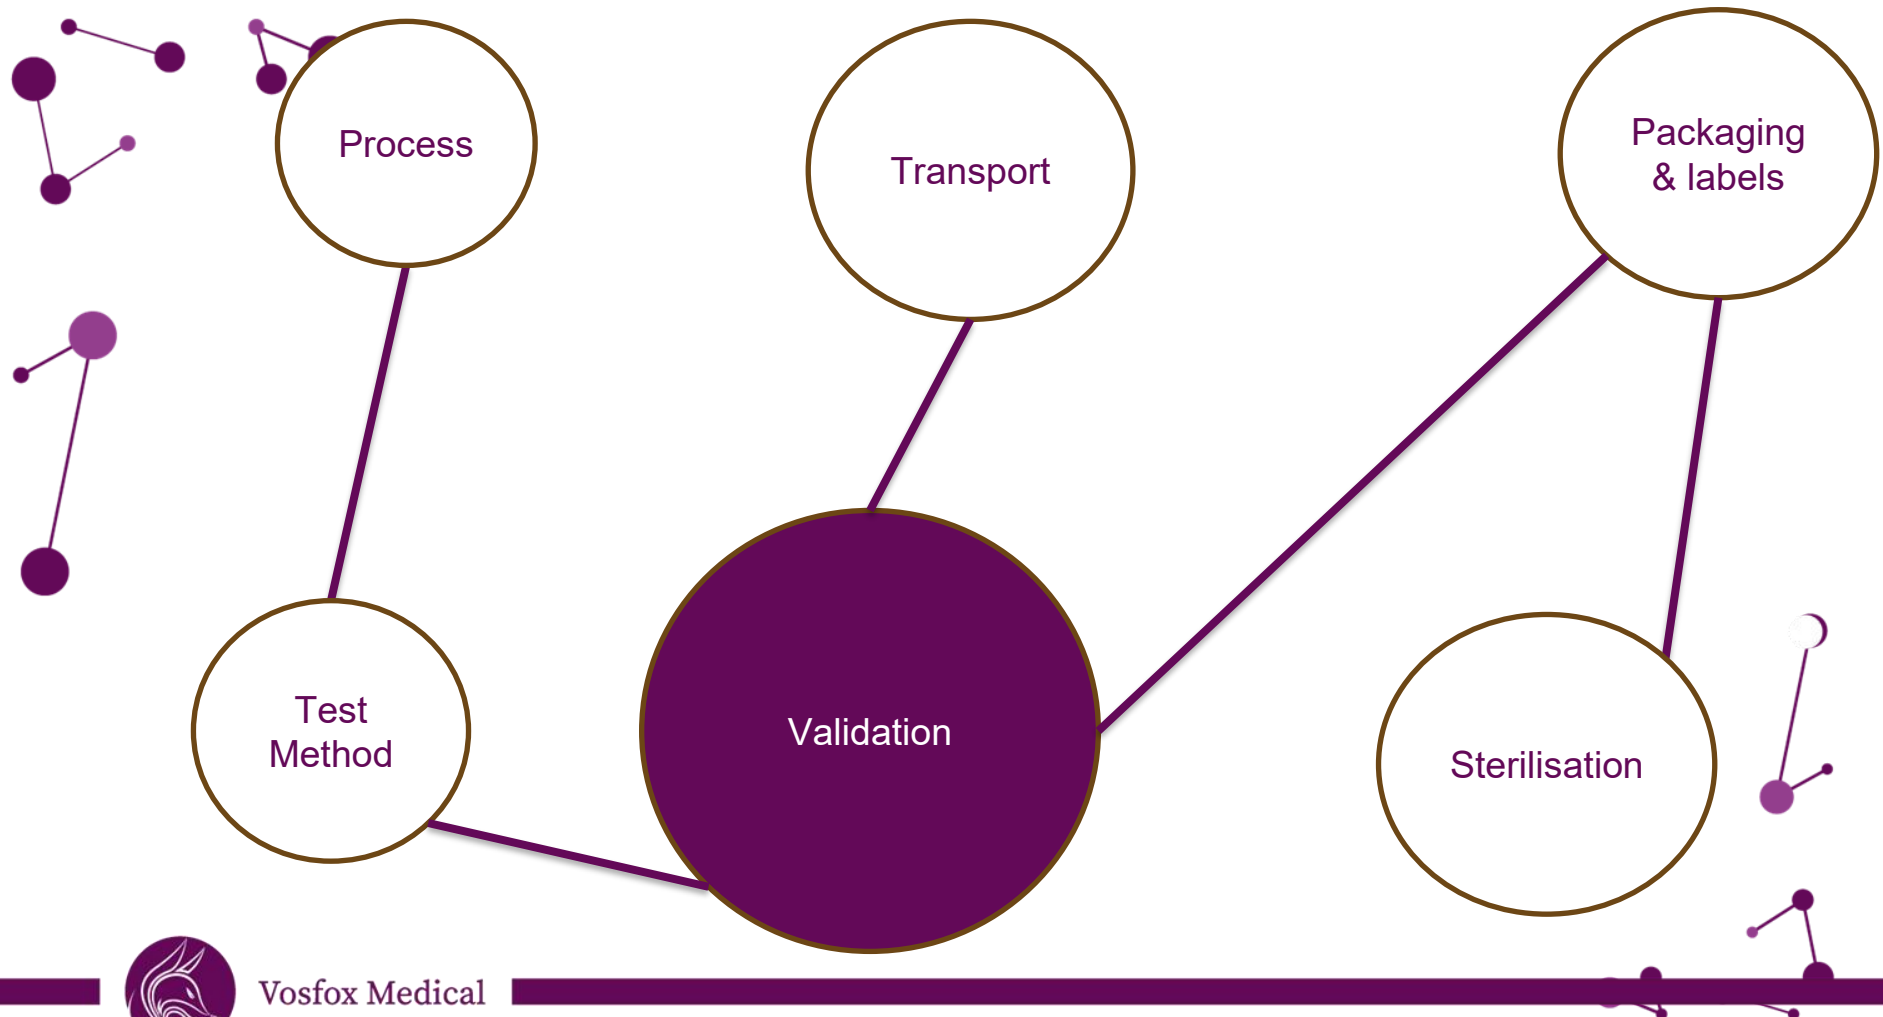 Process
Transport
Packaging
& labels
Test
Method
Validation
Sterilisation
Vosfox Medical